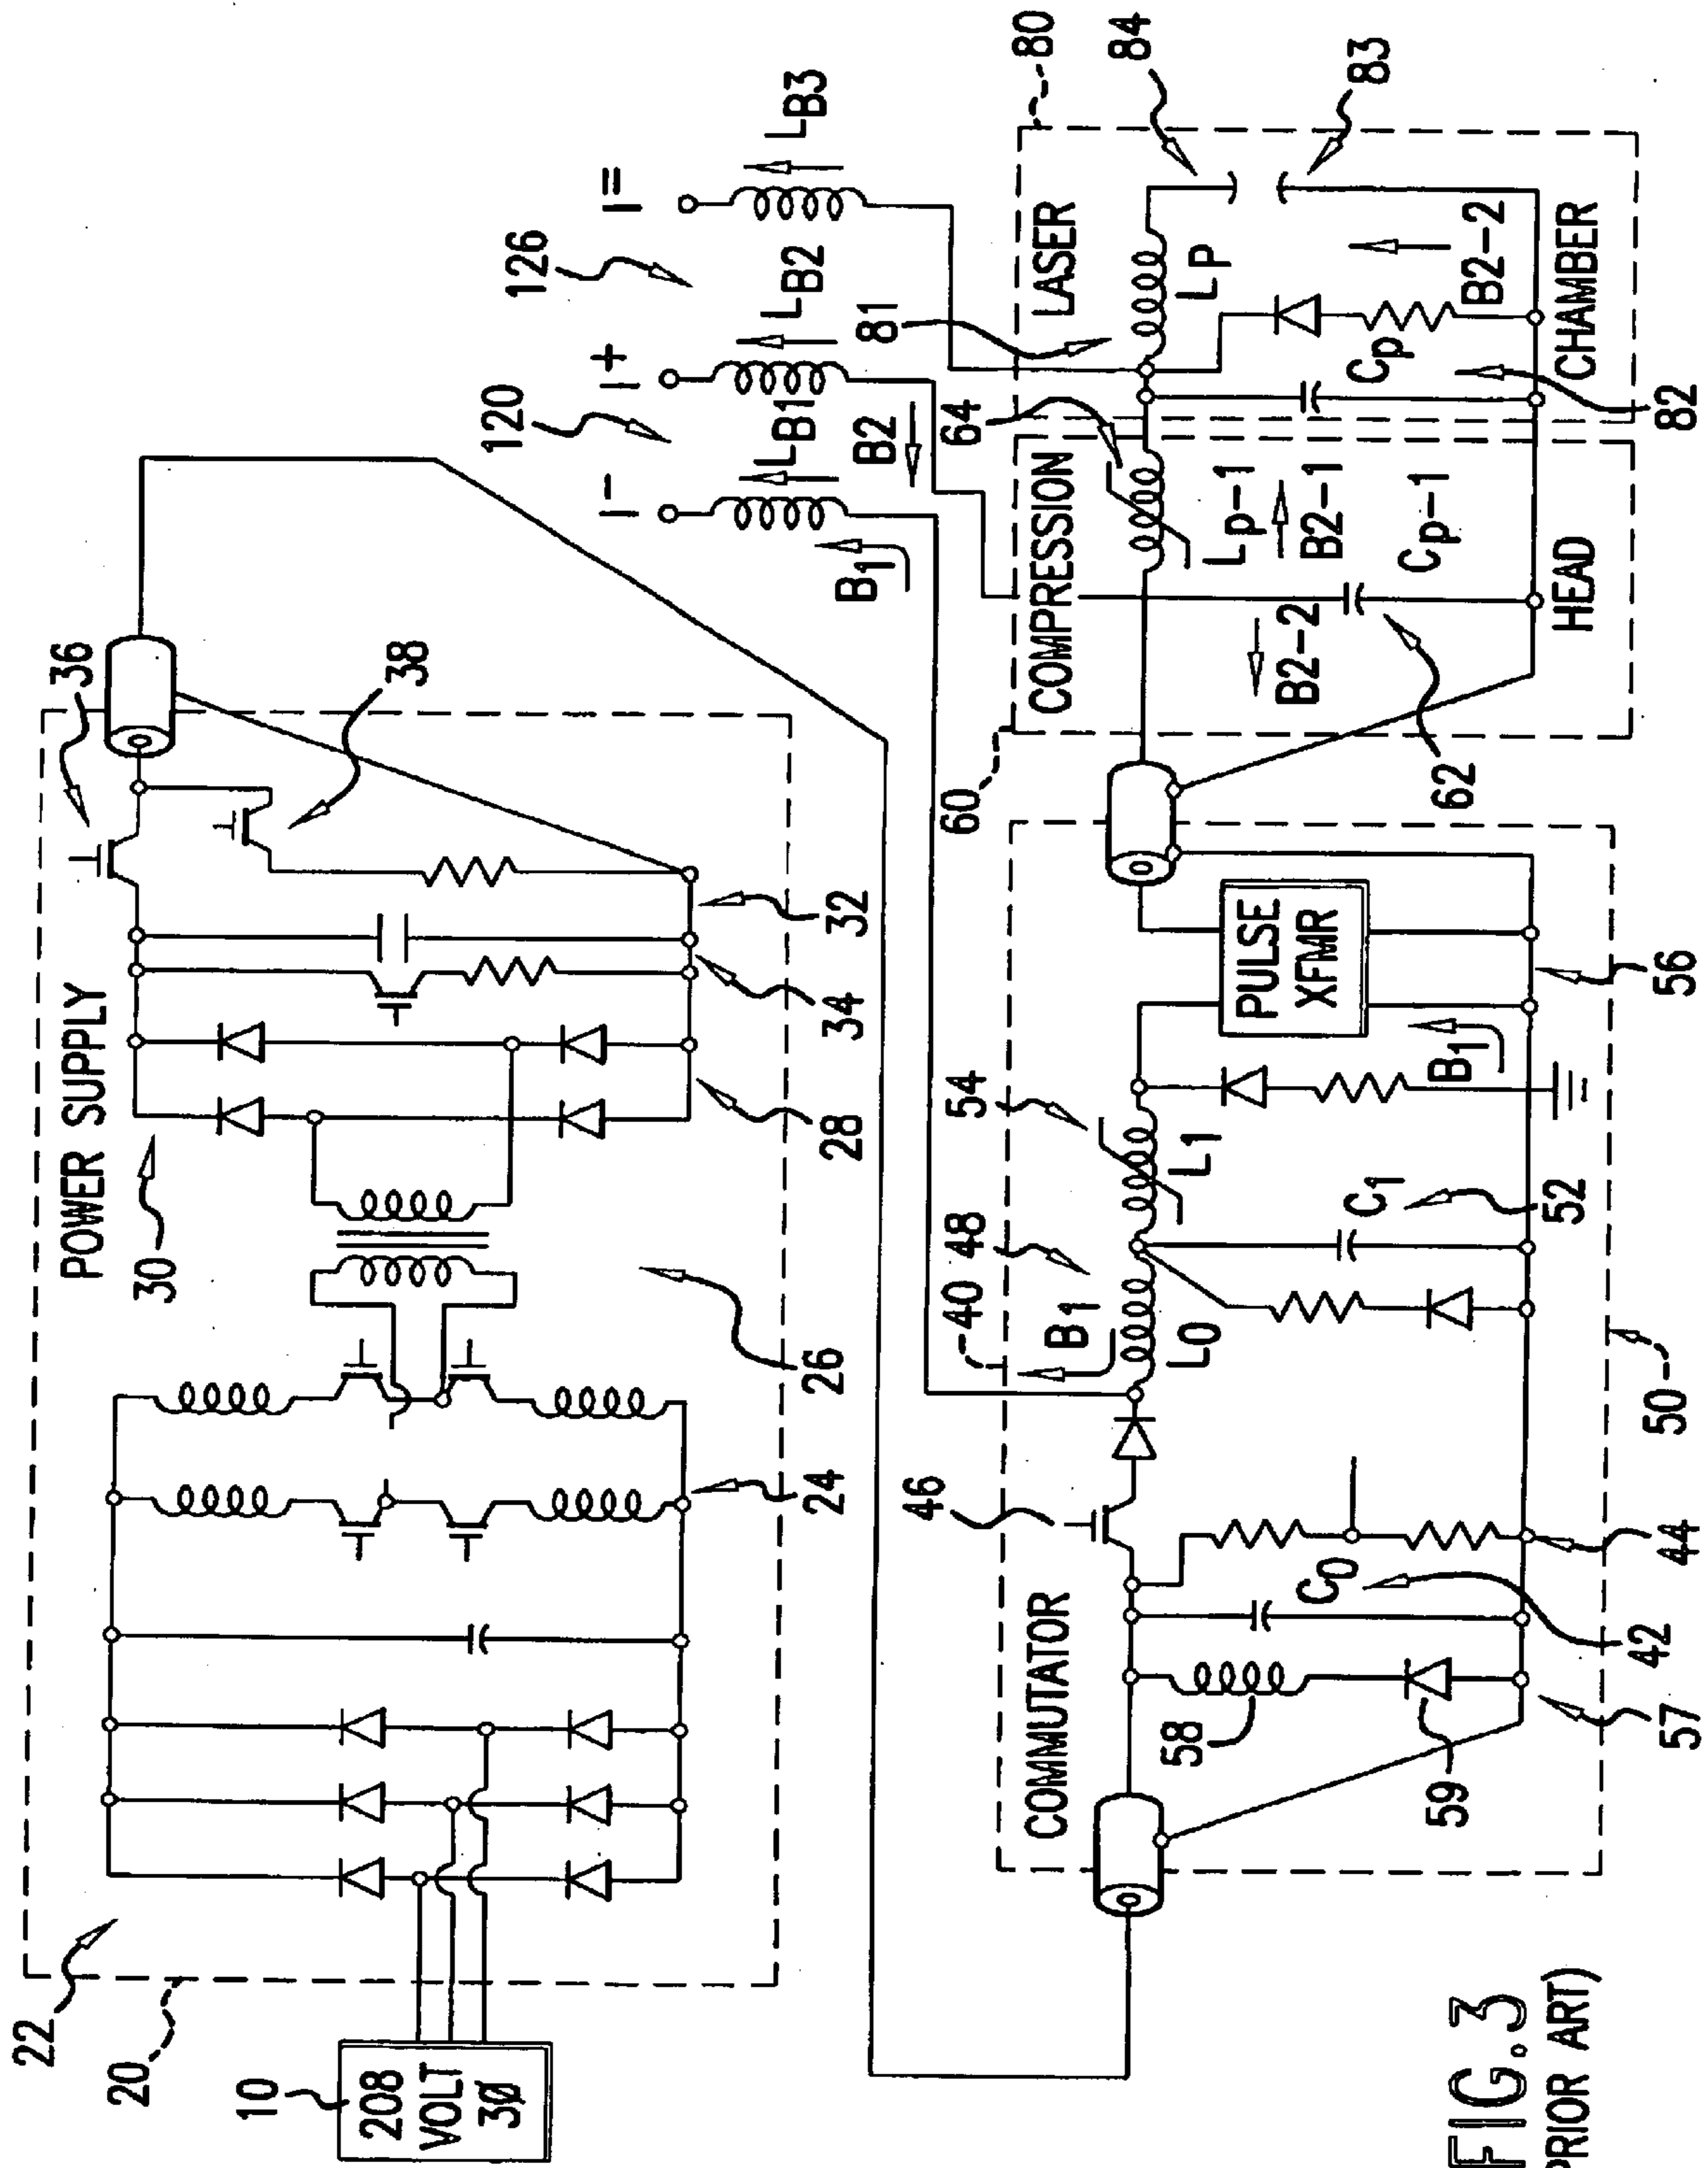 POWER SUPPLY
10
208
VOLT
3Ø
20
22
24
26
28
30
32
34
36
38
COMMUTATOR
40
42
C0
44
46
48
L0
B1
50
52
C1
54
L1
B1
56
57
58
59
PULSE
XFMR
60
62
64
COMPRESSION
HEAD
Lp-1
B2-1
B2-2
Cp-1
80
81
82
83
84
LASER
CHAMBER
LP
Cp
B2-2
120
126
I-
I+
I=
LB1
LB2
LB3
B1
B2
FIG.3
PRIOR ART)